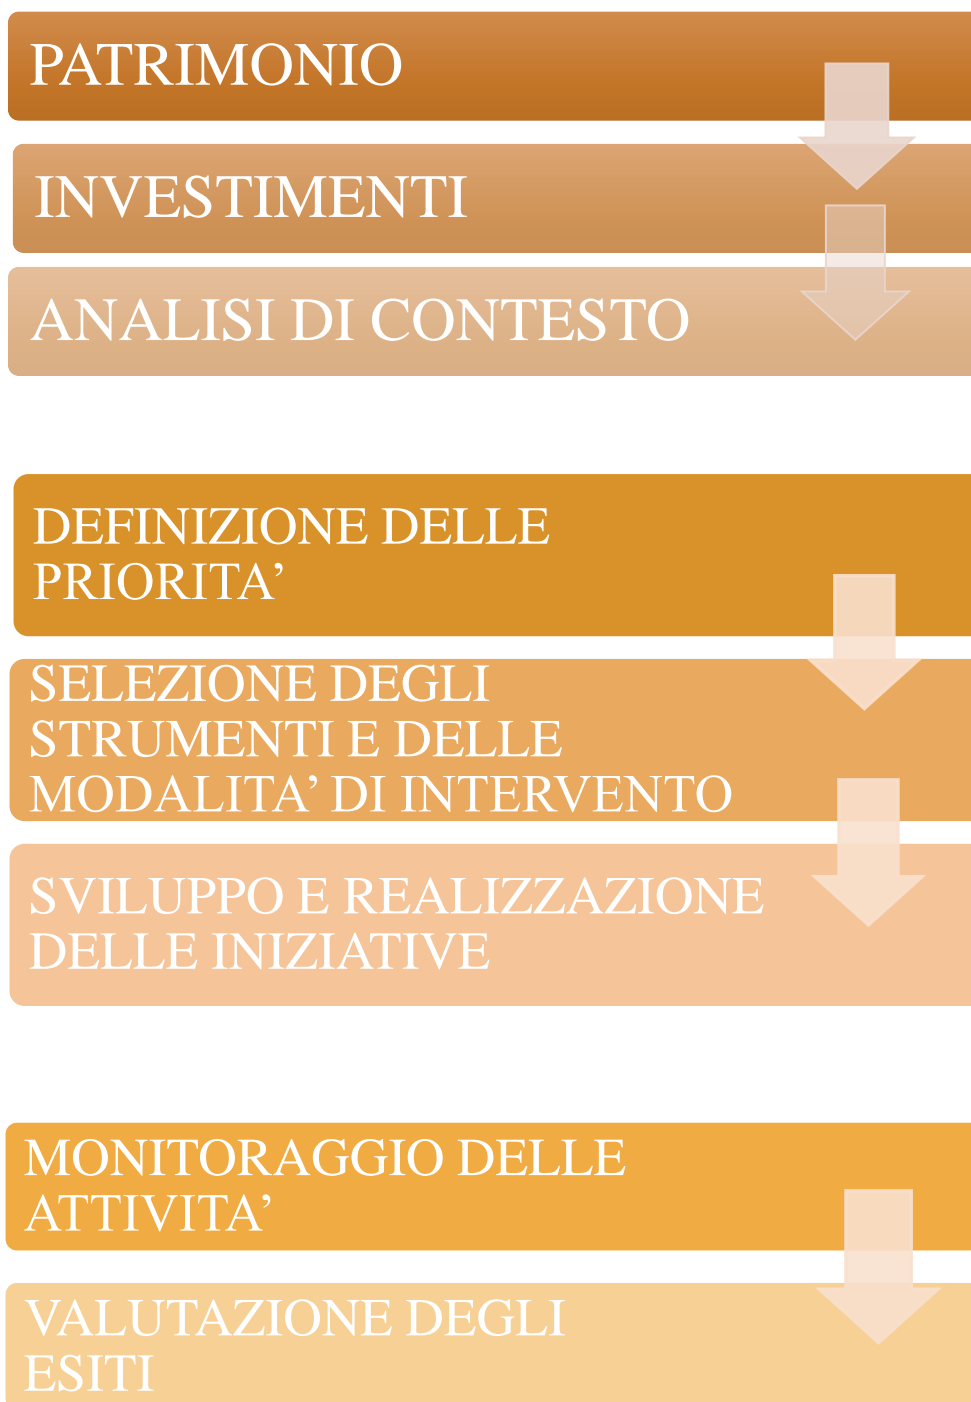 PATRIMONIO
INVESTIMENTI
ANALISI DI CONTESTO
DEFINIZIONE DELLE
PRIORITA’
SELEZIONE DEGLI
STRUMENTI E DELLE
MODALITA’ DI INTERVENTO
SVILUPPO E REALIZZAZIONE
DELLE INIZIATIVE
MONITORAGGIO DELLE
ATTIVITA’
VALUTAZIONE DEGLI
ESITI